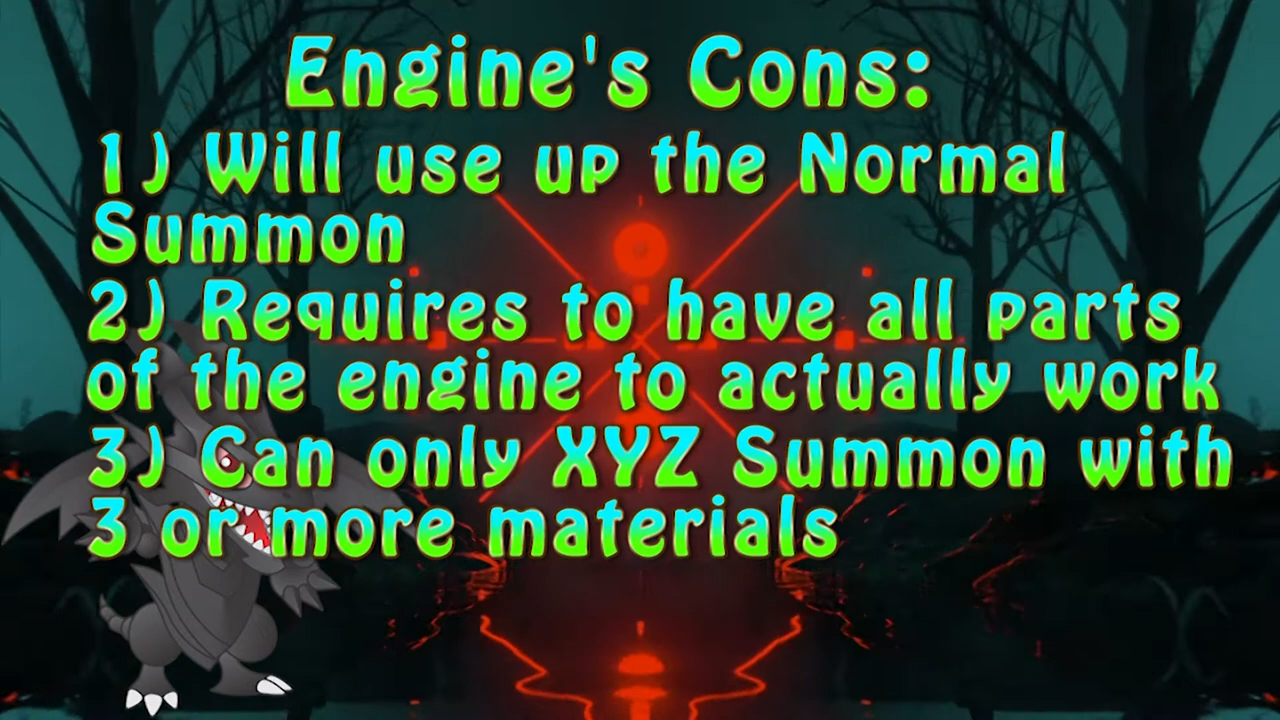 Engine's Cons:
1) Will use up the Normal
Summon
2) Requires to have all parts
of the engine to actually work
3) Can only XYZ Summon with
3 or more materials